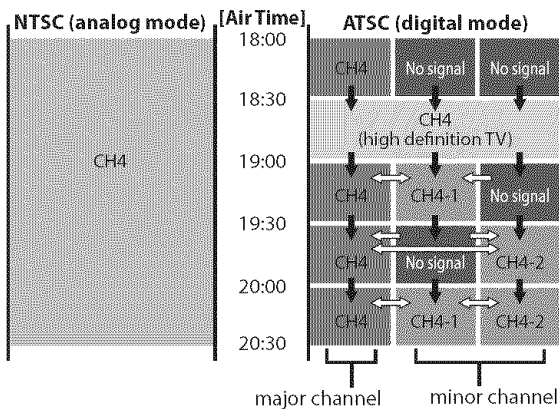 NTSC (analog mode) [Air Time] ATSC (digital mode)
18:00
CH4 No signal No signal
18:30
CH4
(high definition TV)
CH4
19:00
CH4 CH4-1 No signal
19:30
CH4 No signal CH4-2
20:00
CH4 CH4-1 CH4-2
20:30
major channel minor channel